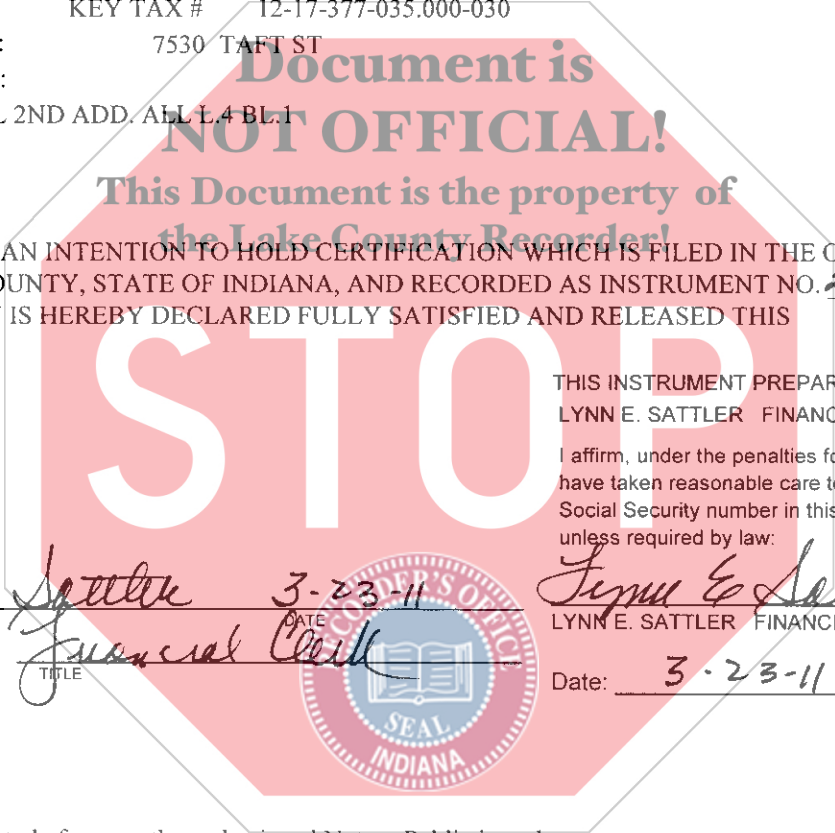 KEY TAX # 12-17-377-035.000-030
: 7530 TAFT ST
:
2ND ADD. ALL L.4 BL.1
Document is
NOT OFFICIAL!
This Document is the property of
the Lake County Recorder!
AN INTENTION TO HOLD CERTIFICATION WHICH IS FILED IN THE
OUNTY, STATE OF INDIANA, AND RECORDED AS INSTRUMENT NO.
IS HEREBY DECLARED FULLY SATISFIED AND RELEASED THIS
STOP
THIS INSTRUMENT PREPAR
LYNN E. SATTLER FINANC
I affirm, under the penalties fo
have taken reasonable care to
Social Security number in this
unless required by law:
Sattler 3-23-11
DATE
Financial Clerk
TITLE
Lynn E Sa
LYNN E. SATTLER FINANCI
Date: 3-23-11
RECORDER'S OFFICE
SEAL
INDIANA